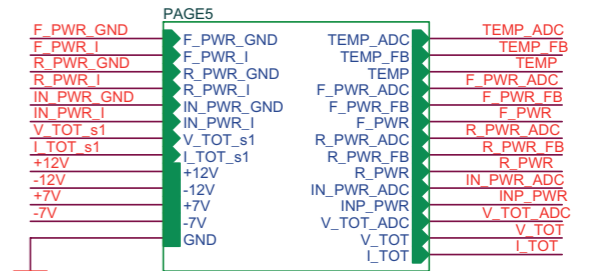 PAGE5
F_PWR_GND F_PWR_GND TEMP_ADC TEMP_ADC
F_PWR_I F_PWR_I TEMP_FB TEMP_FB
R_PWR_GND R_PWR_GND TEMP TEMP
R_PWR_I R_PWR_I F_PWR_ADC F_PWR_ADC
IN_PWR_GND IN_PWR_GND F_PWR_FB F_PWR_FB
IN_PWR_I IN_PWR_I F_PWR F_PWR
V_TOT_s1 V_TOT_s1 R_PWR_ADC R_PWR_ADC
I_TOT_s1 I_TOT_s1 R_PWR_FB R_PWR_FB
+12V +12V R_PWR R_PWR
-12V -12V IN_PWR_ADC IN_PWR_ADC
+7V +7V INP_PWR INP_PWR
-7V -7V V_TOT_ADC V_TOT_ADC
GND V_TOT V_TOT
I_TOT I_TOT